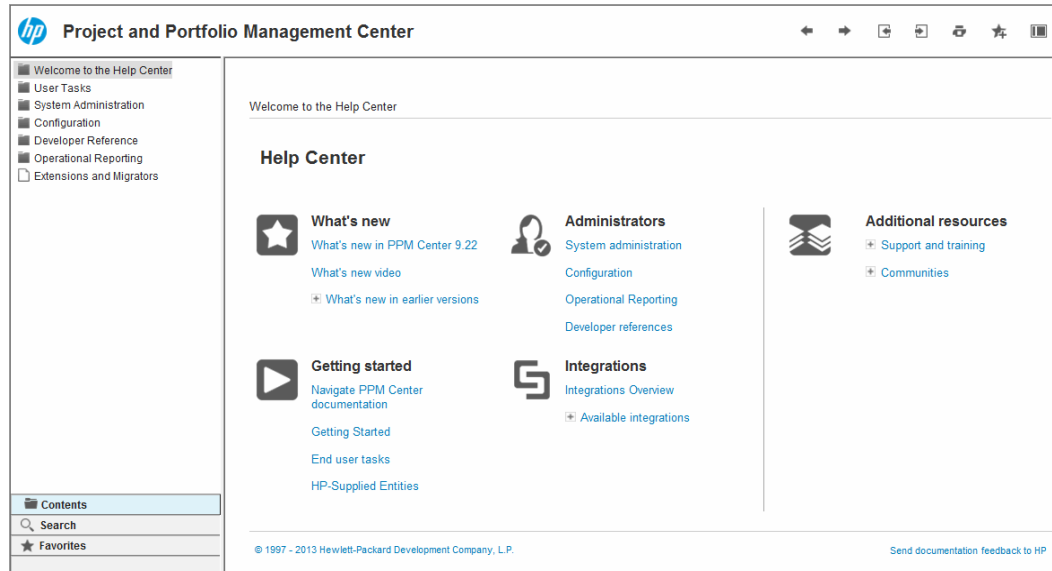 hp
Project and Portfolio Management Center
Welcome to the Help Center
User Tasks
System Administration
Configuration
Developer Reference
Operational Reporting
Extensions and Migrators
Contents
Search
Favorites
Welcome to the Help Center
Help Center
What's new
What's new in PPM Center 9.22
What's new video
What's new in earlier versions
Administrators
System administration
Configuration
Operational Reporting
Developer references
Additional resources
Support and training
Communities
Getting started
Navigate PPM Center
documentation
Getting Started
End user tasks
HP-Supplied Entities
Integrations
Integrations Overview
Available integrations
© 1997 - 2013 Hewlett-Packard Development Company, L.P.
Send documentation feedback to HP